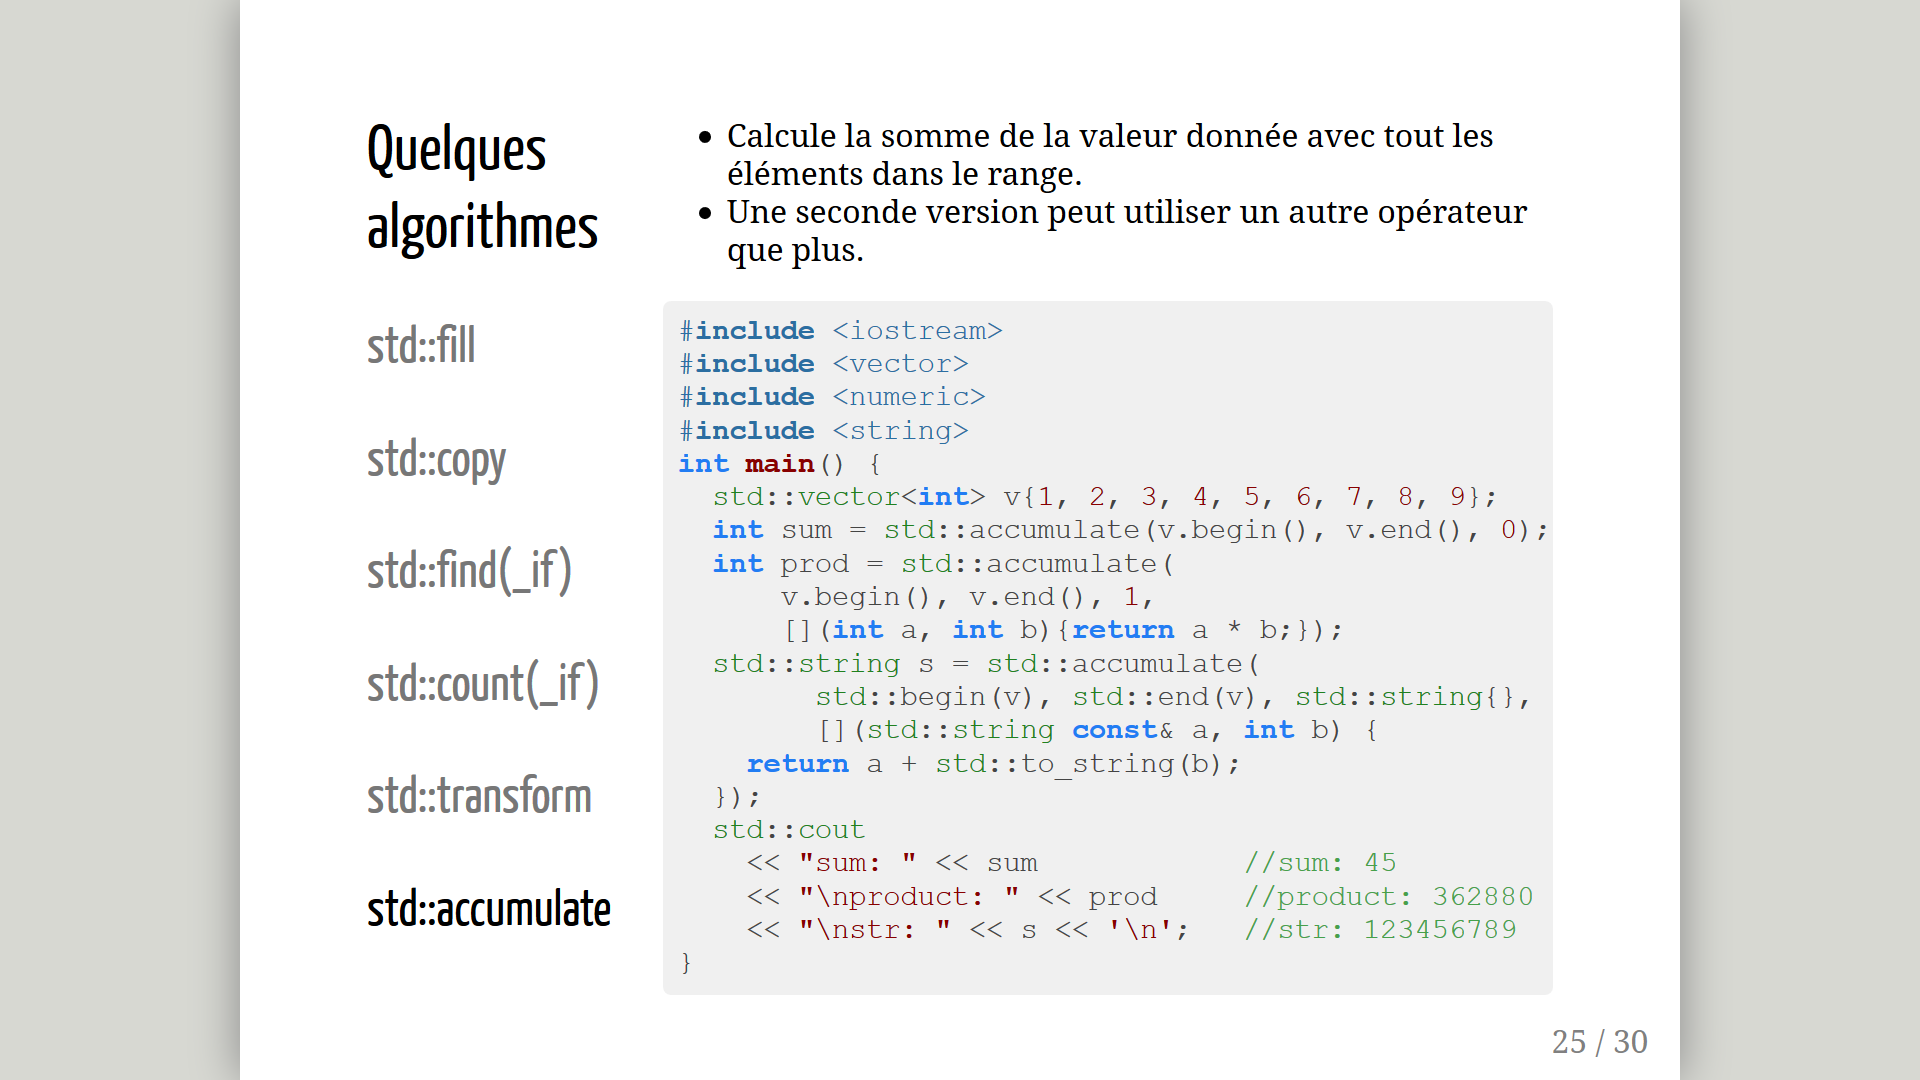 Quelques
algorithmes
std::fill
std::copy
std::find(_if)
std::count(_if)
std::transform
std::accumulate
• Calcule la somme de la valeur donnée avec tout les
éléments dans le range.
• Une seconde version peut utiliser un autre opérateur
que plus.
#include <iostream>
#include <vector>
#include <numeric>
#include <string>
int main() {
  std::vector<int> v{1, 2, 3, 4, 5, 6, 7, 8, 9};
  int sum = std::accumulate(v.begin(), v.end(), 0);
  int prod = std::accumulate(
      v.begin(), v.end(), 1,
      [](int a, int b){return a * b;});
  std::string s = std::accumulate(
        std::begin(v), std::end(v), std::string{},
        [](std::string const& a, int b) {
    return a + std::to_string(b);
  });
  std::cout
    << "sum: " << sum            //sum: 45
    << "\nproduct: " << prod     //product: 362880
    << "\nstr: " << s << '\n';   //str: 123456789
}
25 / 30